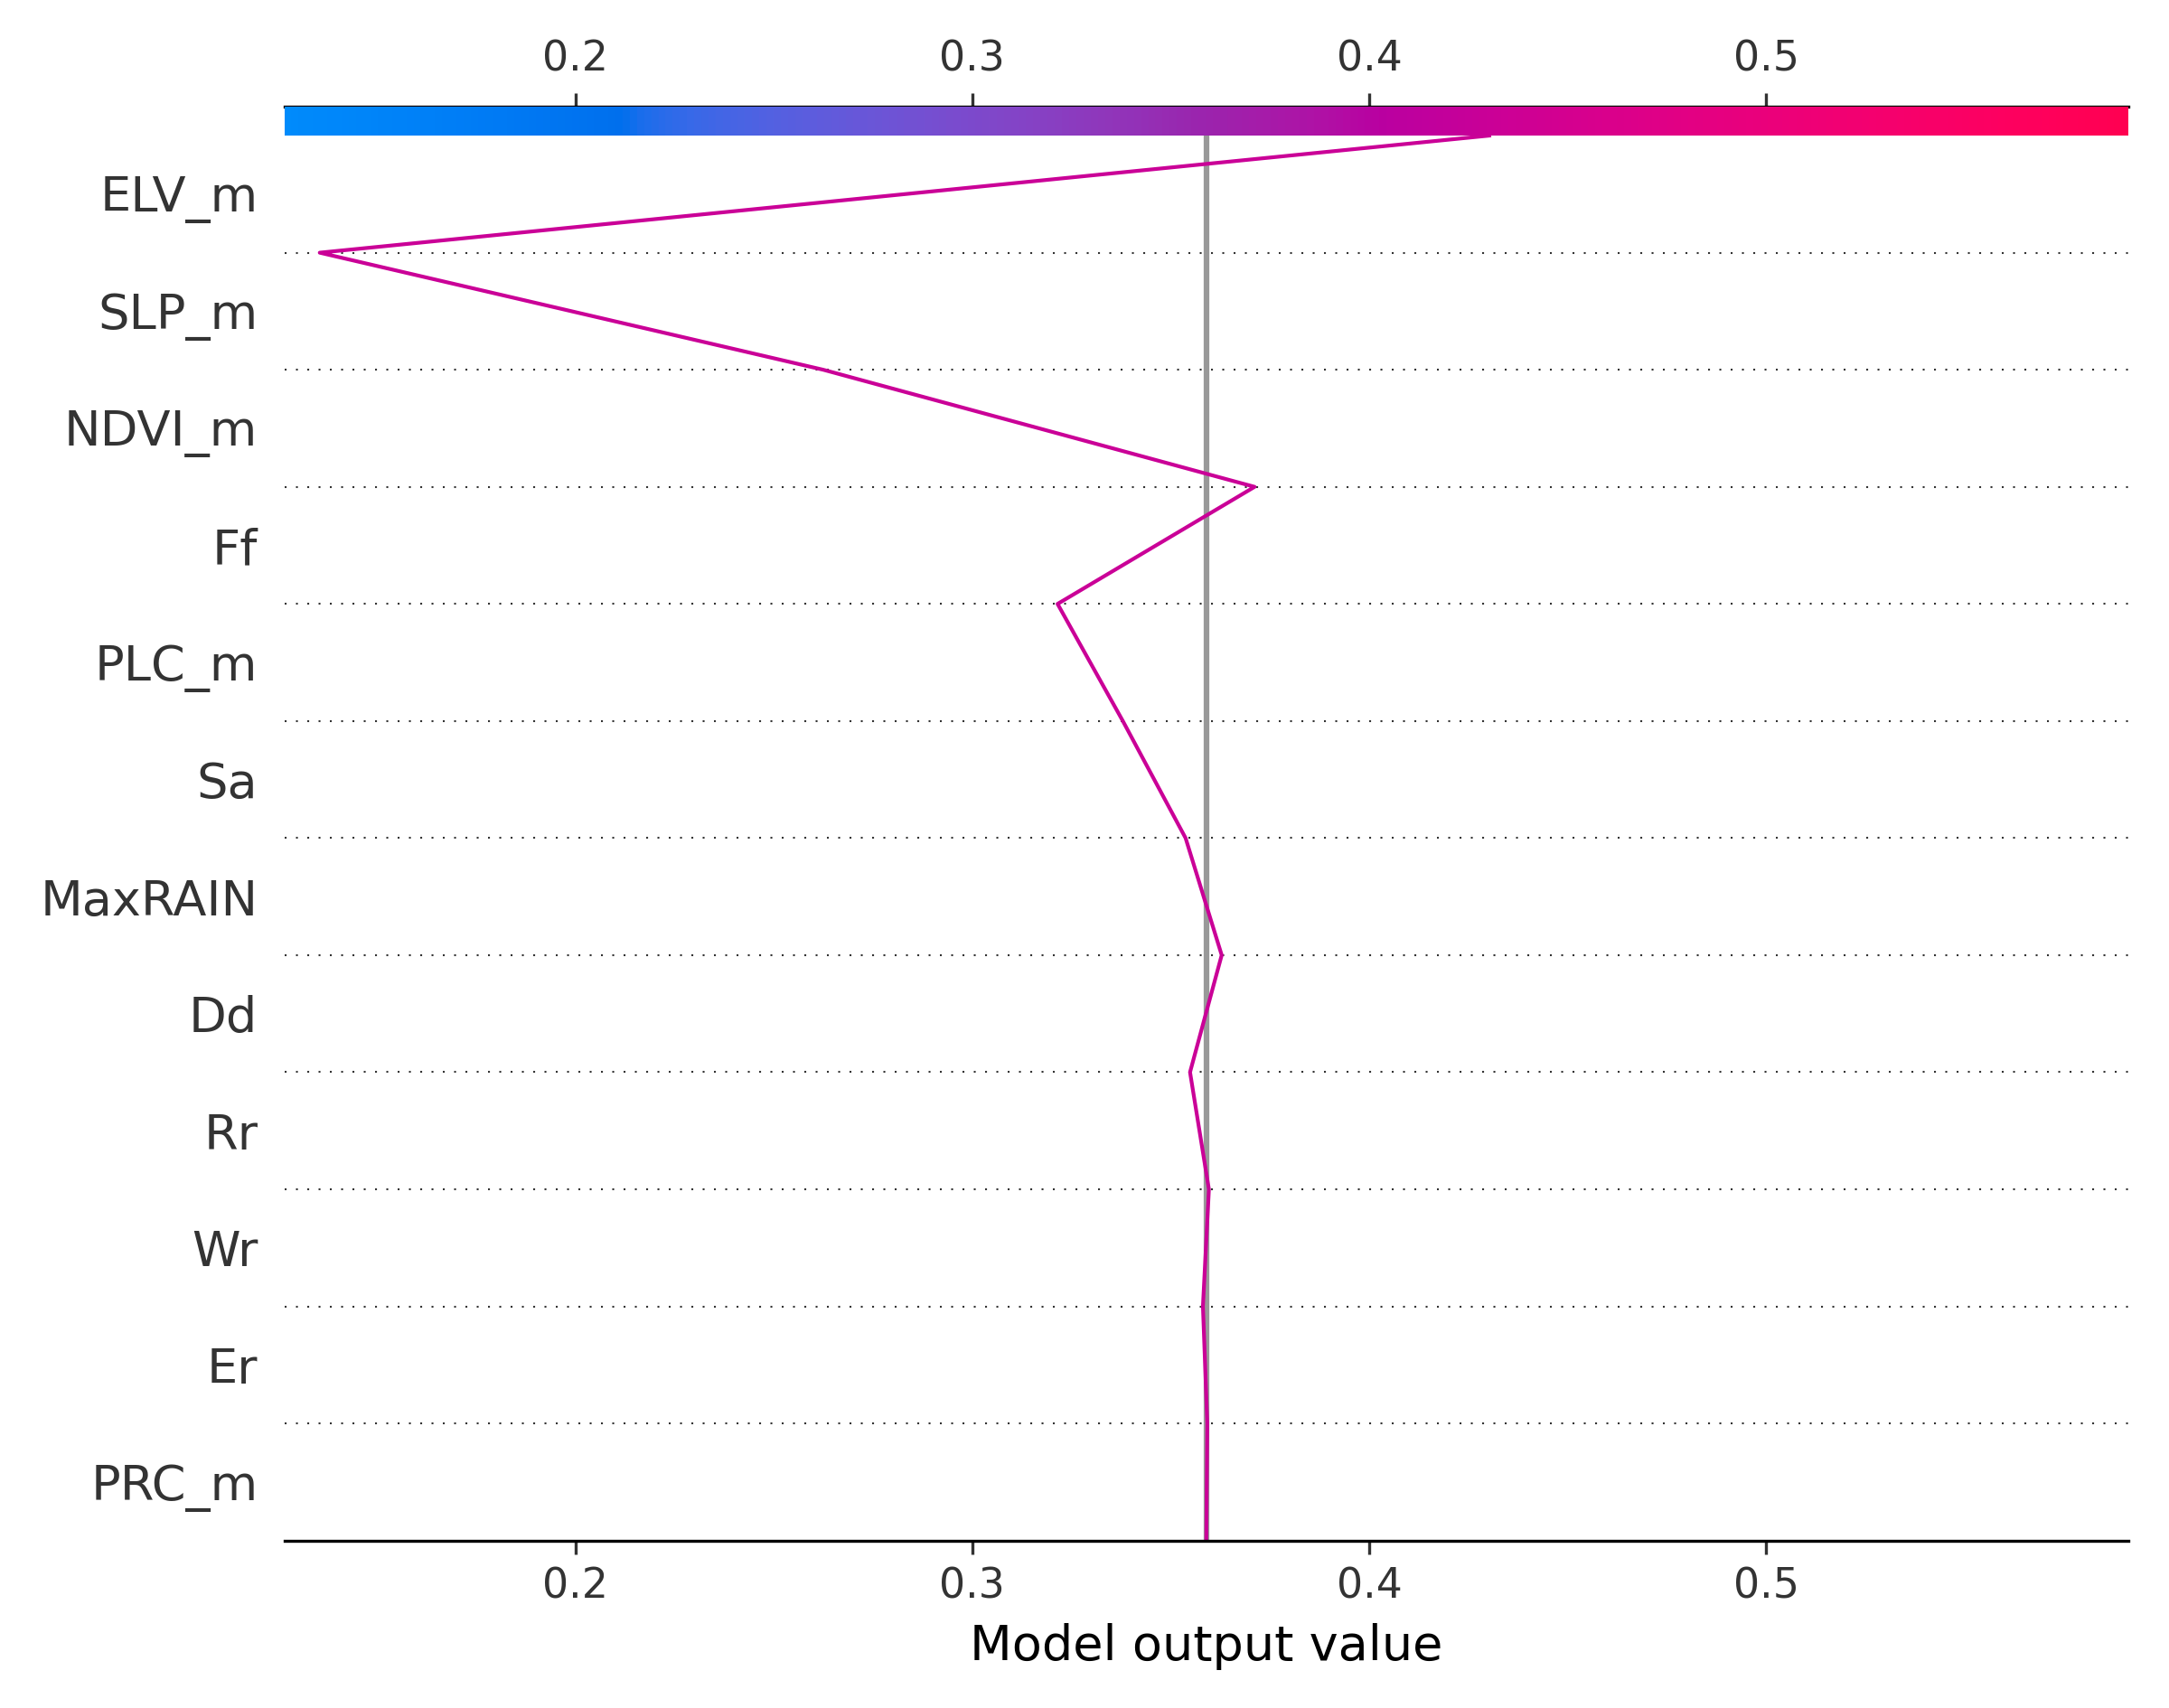 0.2 0.3 0.4 0.5
ELV_m
SLP_m
NDVI_m
Ff
PLC_m
Sa
MaxRAIN
Dd
Rr
Wr
Er
PRC_m
0.2 0.3 0.4 0.5
Model output value